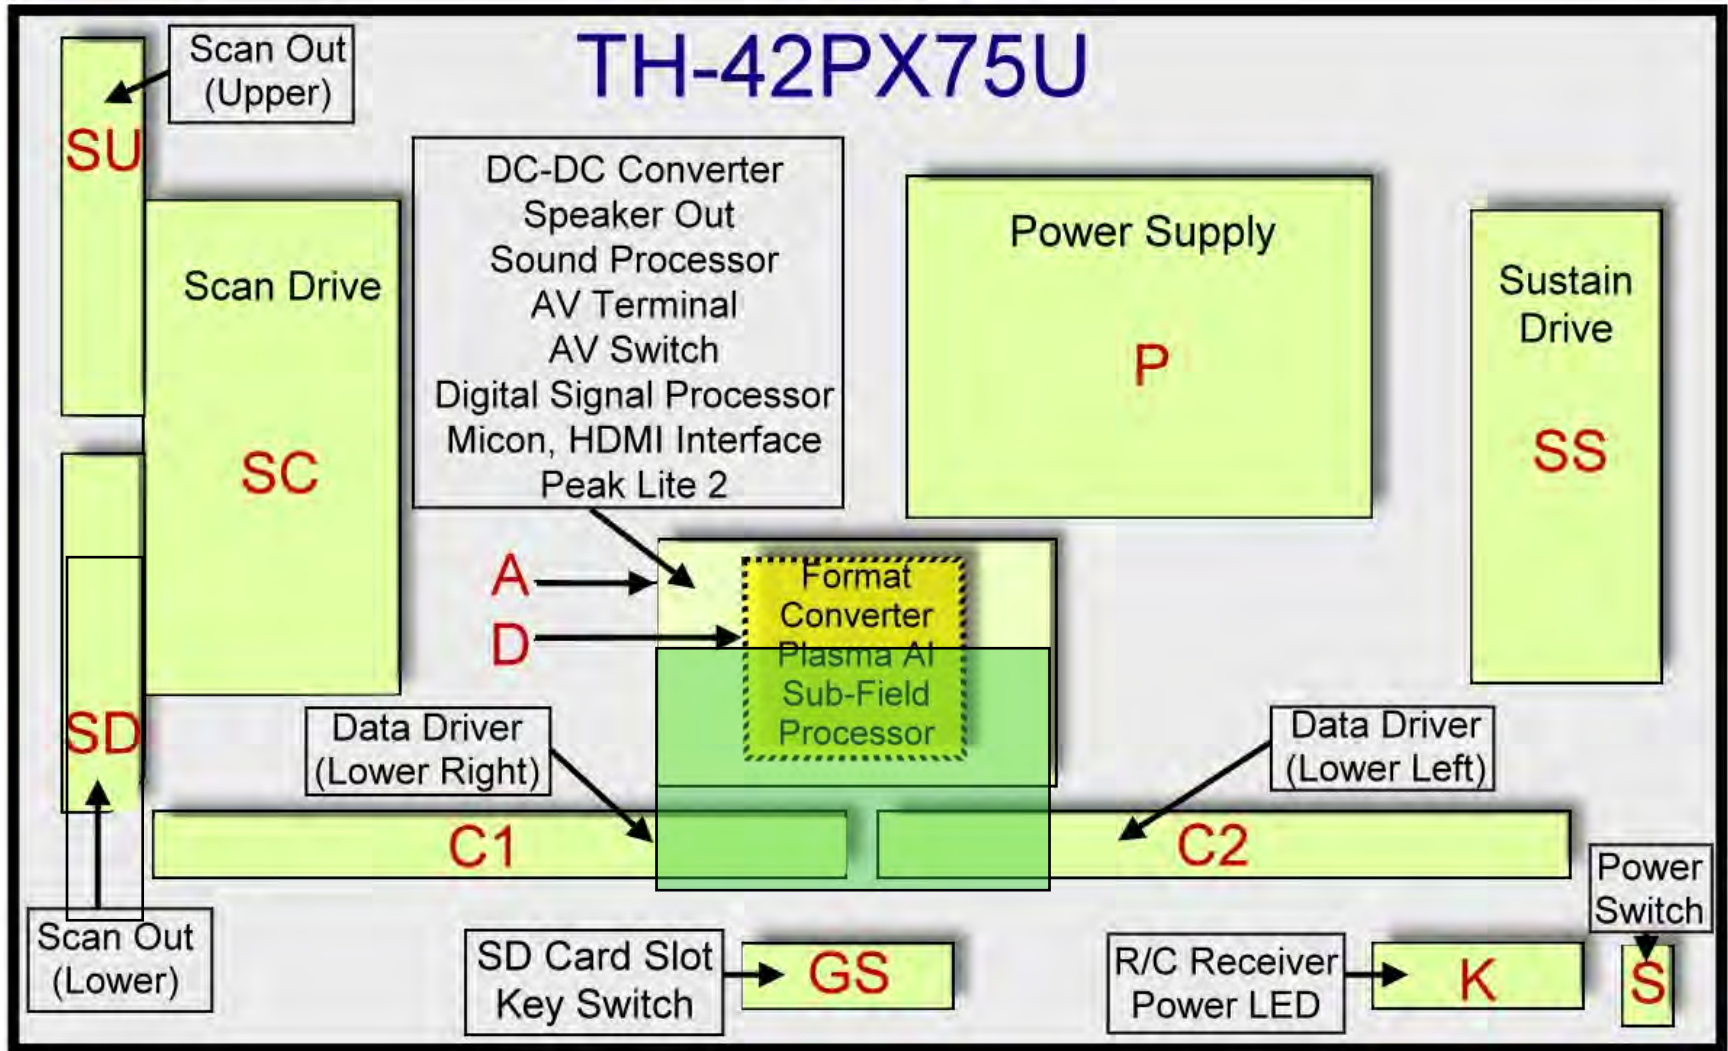 TH-42PX75U
Scan Out
(Upper)
SU
DC-DC Converter
Speaker Out
Sound Processor
AV Terminal
AV Switch
Digital Signal Processor
Micon, HDMI Interface
Peak Lite 2
Scan Drive
SC
Power Supply
P
Sustain
Drive
SS
A
D
Format
Converter
Plasma AI
Sub-Field
Processor
SD
Data Driver
(Lower Right)
Data Driver
(Lower Left)
C1
C2
Power
Switch
Scan Out
(Lower)
SD Card Slot
Key Switch
GS
R/C Receiver
Power LED
K
S